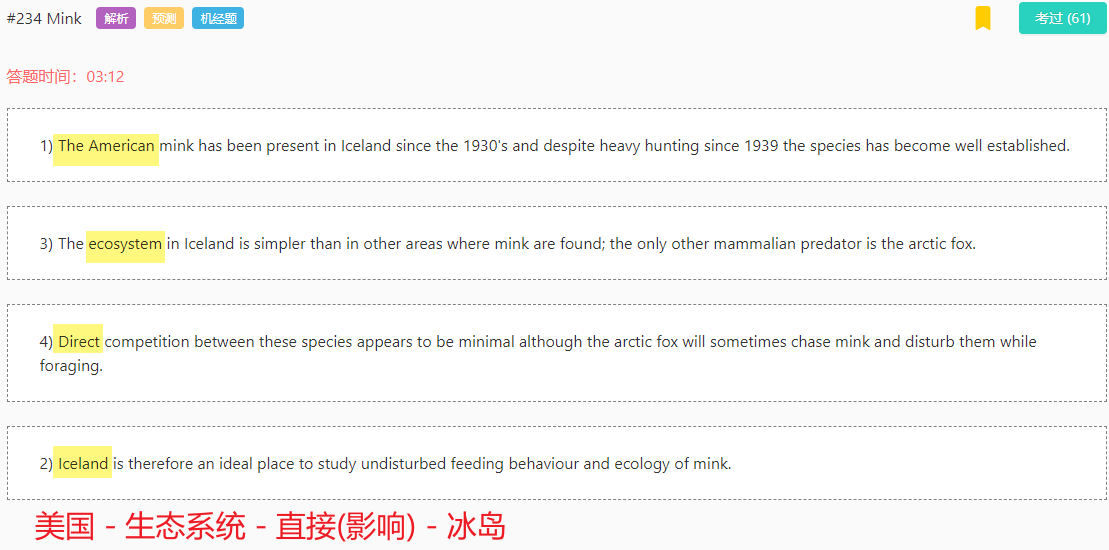 #234 Mink 解析 预测 机经题 考过 (61)
答题时间：03:12
1) The American mink has been present in Iceland since the 1930's and despite heavy hunting since 1939 the species has become well established.
3) The ecosystem in Iceland is simpler than in other areas where mink are found; the only other mammalian predator is the arctic fox.
4) Direct competition between these species appears to be minimal although the arctic fox will sometimes chase mink and disturb them while
foraging.
2) Iceland is therefore an ideal place to study undisturbed feeding behaviour and ecology of mink.
美国 - 生态系统 - 直接(影响) - 冰岛